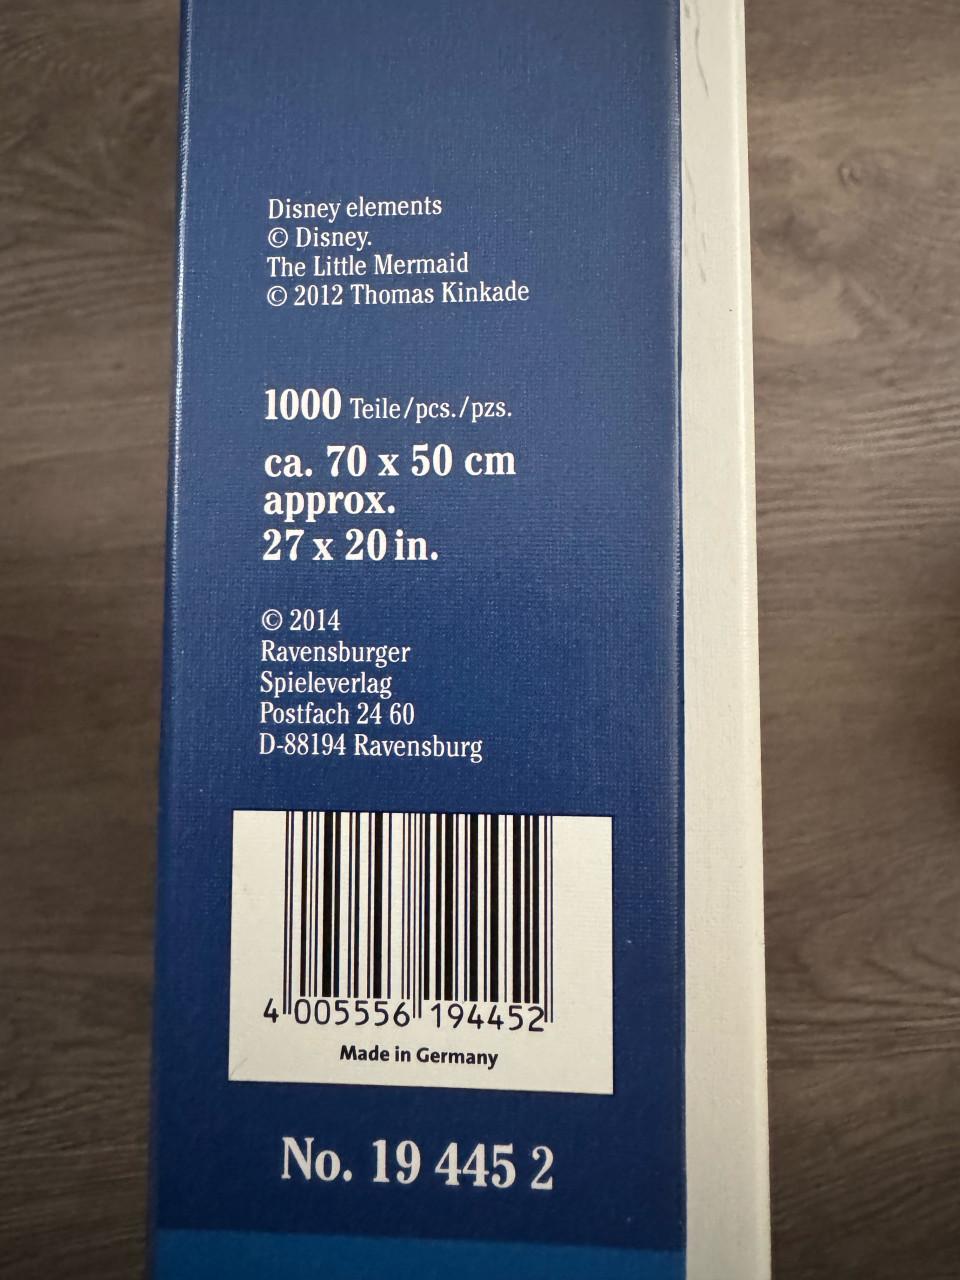 Disney elements
© Disney.
The Little Mermaid
© 2012 Thomas Kinkade
1000 Teile/pcs./pzs.
ca. 70 x 50 cm
approx.
27 x 20 in.
© 2014
Ravensburger
Spieleverlag
Postfach 24 60
D-88194 Ravensburg
4 005556 194452
Made in Germany
No. 19 445 2